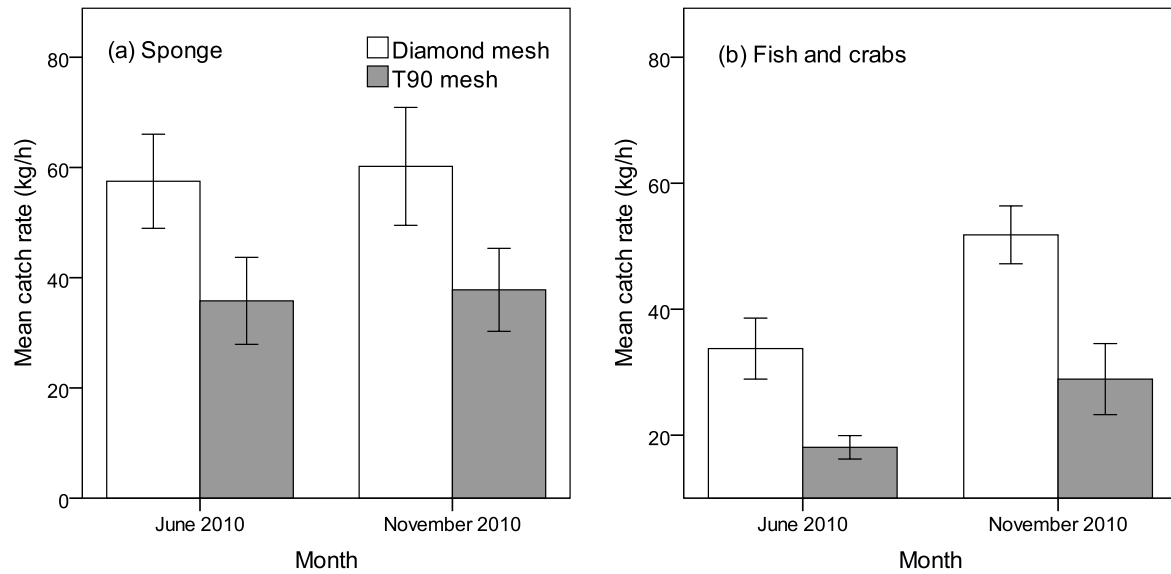 (a) Sponge
Diamond mesh
T90 mesh
Mean catch rate (kg/h)
80
60
40
20
0
June 2010
November 2010
Month
(b) Fish and crabs
Mean catch rate (kg/h)
80
60
40
20
June 2010
November 2010
Month